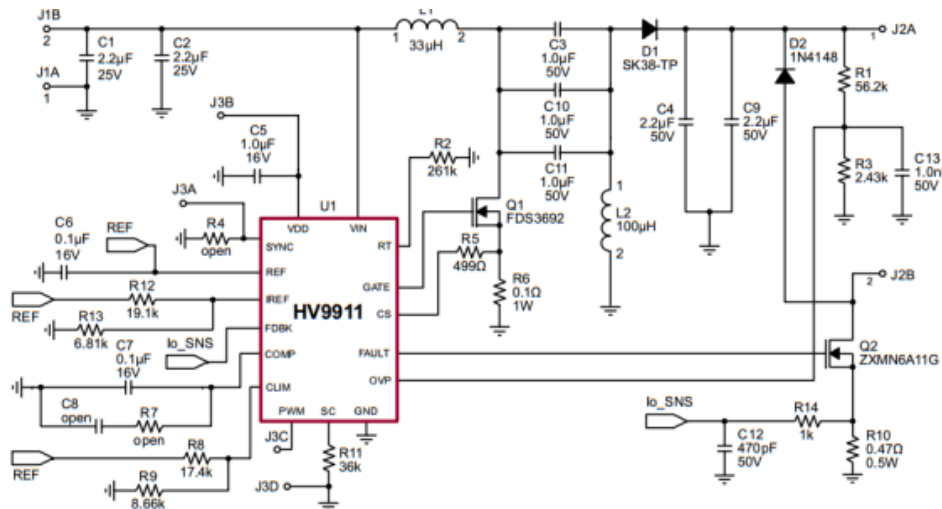 J1B
2
C1
2.2µF
25V
C2
2.2µF
25V
J1A
1
L1
1
33µH
2
C3
1.0µF
50V
C10
1.0µF
50V
C11
1.0µF
50V
D1
SK38-TP
C4
2.2µF
50V
C9
2.2µF
50V
D2
1N4148
1
J2A
R1
56.2k
R3
2.43k
C13
1.0n
50V
J3B
C5
1.0µF
16V
R2
261k
J3A
R4
open
U1
Q1
FDS3692
1
L2
100µH
2
R5
499Ω
R6
0.1Ω
1W
C6
0.1µF
16V
REF
REF
R12
19.1k
R13
6.81k
Io_SNS
C7
0.1µF
16V
C8
open
R7
open
REF
R8
17.4k
R9
8.66k
VDD
VIN
SYNC
REF
IREF
FDBK
COMP
CLIM
PWM
SC
GND
RT
GATE
CS
FAULT
OVP
HV9911
J3C
J3D
R11
36k
2
J2B
Q2
ZXMN6A11G
Io_SNS
R14
1k
C12
470pF
50V
R10
0.47Ω
0.5W